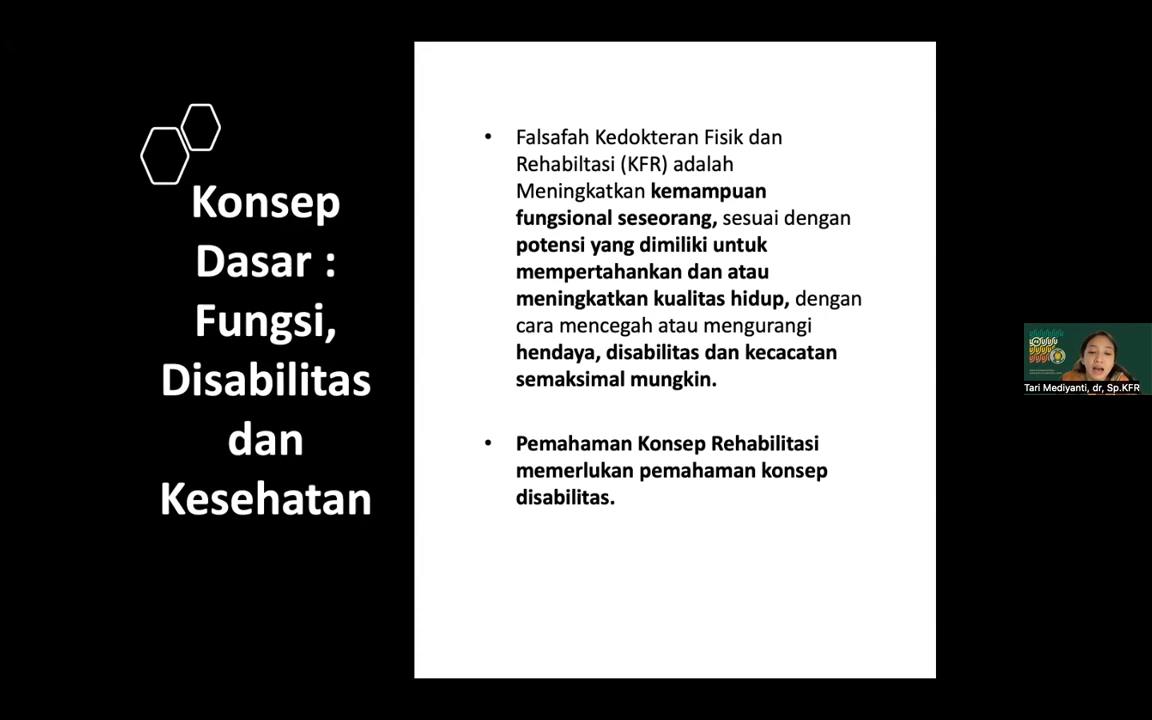 Konsep
Dasar :
Fungsi,
Disabilitas
dan
Kesehatan
• Falsafah Kedokteran Fisik dan
Rehabiltasi (KFR) adalah
Meningkatkan kemampuan
fungsional seseorang, sesuai dengan
potensi yang dimiliki untuk
mempertahankan dan atau
meningkatkan kualitas hidup, dengan
cara mencegah atau mengurangi
hendaya, disabilitas dan kecacatan
semaksimal mungkin.
• Pemahaman Konsep Rehabilitasi
memerlukan pemahaman konsep
disabilitas.
Tari Mediyanti, dr, Sp.KFR